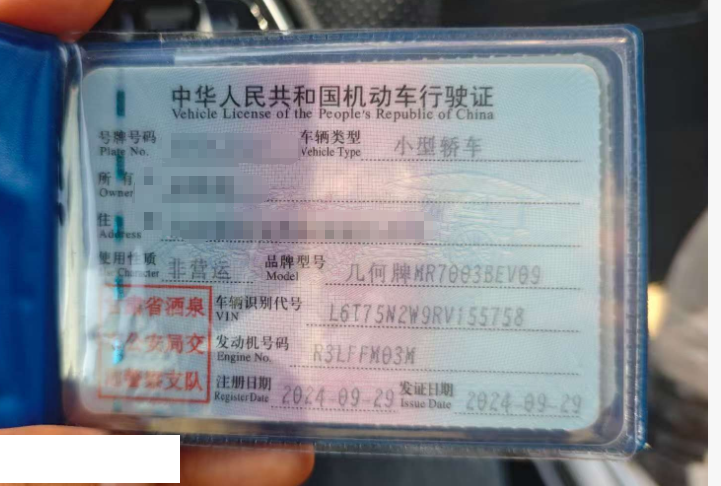 中华人民共和国机动车行驶证
Vehicle License of the People's Republic of China
号牌号码 车辆类型 小型轿车
Plate No. Vehicle Type
所有
Owner
住
Address
使用性质 非营运 品牌型号 几何牌MR7003BEV09
Use Character Model
省酒泉 车辆识别代号 L6T75N2W9RV155758
VIN
公安局交 发动机号码 R3LFFM03M
Engine No.
警支队 注册日期 2024-09-29 发证日期 2024-09-29
Register Date Issue Date